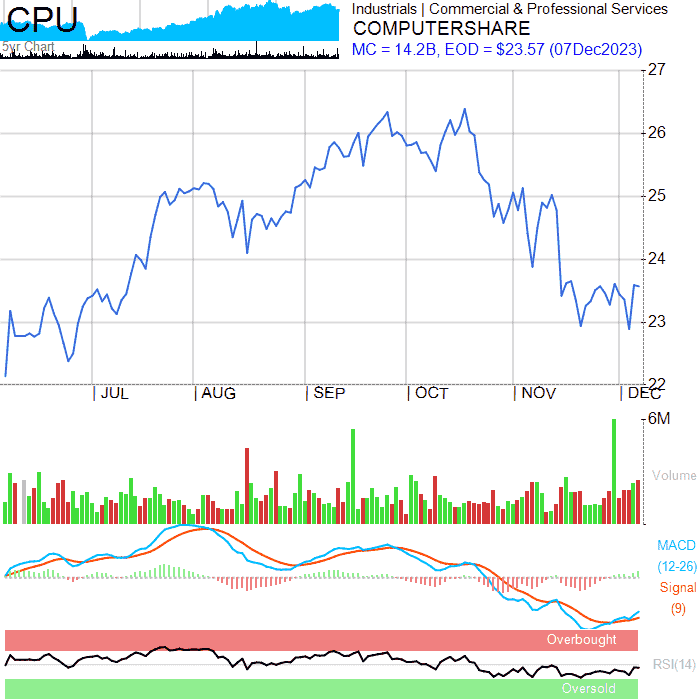 CPU
5yr Chart
Industrials | Commercial & Professional Services
COMPUTERSHARE
MC = 14.2B, EOD = $23.57 (07Dec2023)
27
26
25
24
23
22
JUL
AUG
SEP
OCT
NOV
DEC
6M
Volume
MACD
(12-26)
Signal
(9)
Overbought
RSI(14)
Oversold